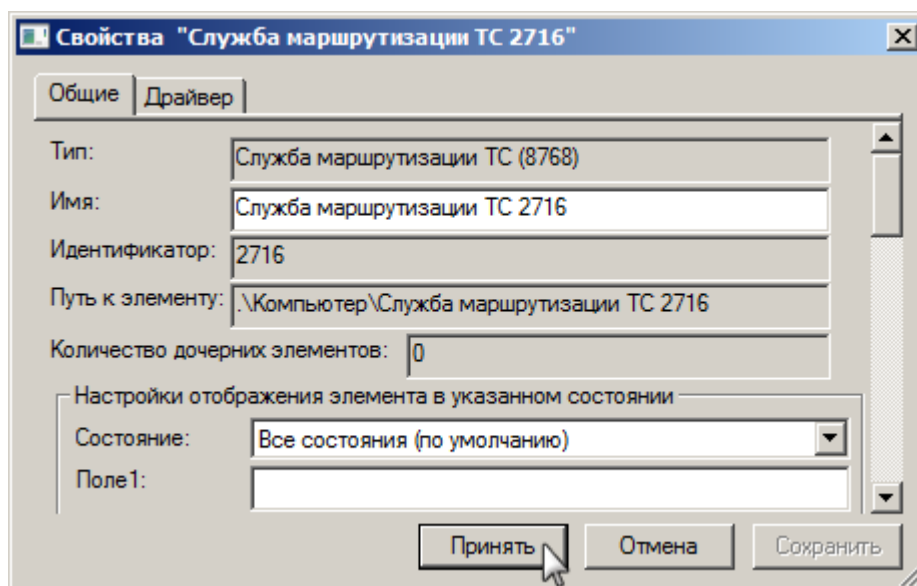 Свойства "Служба маршрутизации ТС 2716"
Общие Драйвер
Тип: Служба маршрутизации ТС (8768)
Имя: Служба маршрутизации ТС 2716
Идентификатор: 2716
Путь к элементу: .\Компьютер\Служба маршрутизации ТС 2716
Количество дочерних элементов: 0
Настройки отображения элемента в указанном состоянии
Состояние: Все состояния (по умолчанию)
Поле1:
Принять Отмена Сохранить